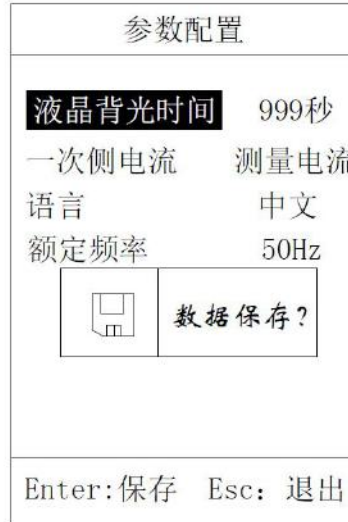 参数配置
液晶背光时间 999秒
一次侧电流 测量电流
语言 中文
额定频率 50Hz
数据保存?
Enter:保存 Esc: 退出